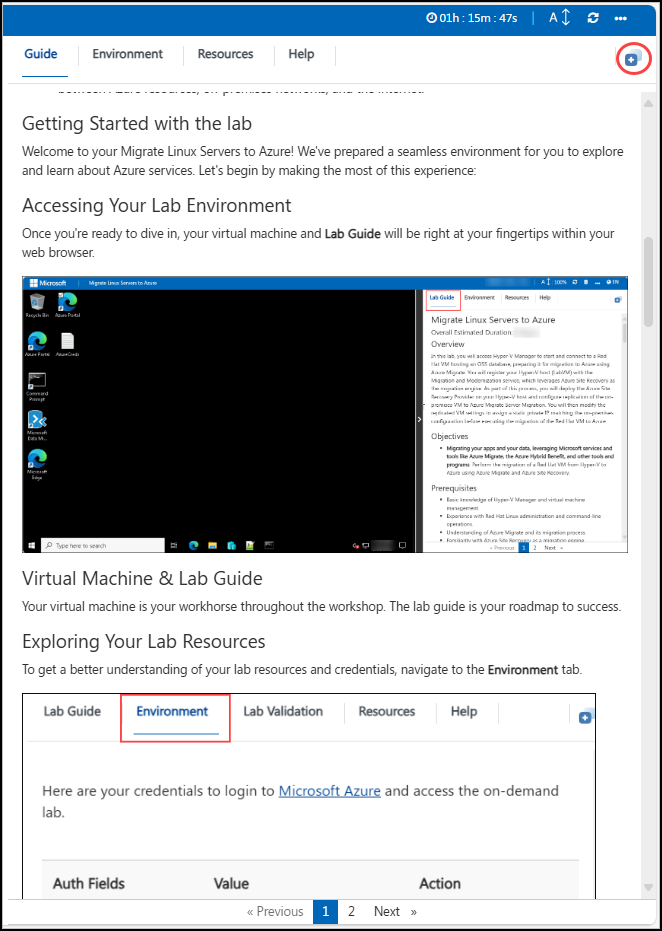 01h : 15m : 47s A
Guide Environment Resources Help
between Azure resources, on-premises networks, and the internet.
Getting Started with the lab
Welcome to your Migrate Linux Servers to Azure! We've prepared a seamless environment for you to explore
and learn about Azure services. Let's begin by making the most of this experience:
Accessing Your Lab Environment
Once you're ready to dive in, your virtual machine and Lab Guide will be right at your fingertips within your
web browser.
Microsoft Migrate Linux Servers to Azure A 100% EN
Recycle Bin Azure Portal
Azure Portal AzureCreds
Command
Prompt
Microsoft
Data Mi...
Microsoft
Edge
Type here to search
Lab Guide Environment Resources Help
Migrate Linux Servers to Azure
Overall Estimated Duration:
Overview
In this lab, you will access Hyper-V Manager to start and connect to a Red
Hat VM hosting an OSS database, preparing it for migration to Azure using
Azure Migrate. You will register your Hyper-V host (LabVM) with the
Migration and Modernization service, which leverages Azure Site Recovery as
the migration engine. As part of this process, you will deploy the Azure Site
Recovery Provider on your Hyper-V host and configure replication of the on-
premises VM to Azure Migrate Server Migration. You will then modify the
replicated VM settings to assign a static private IP matching the on-premises
configuration before executing the migration of the Red Hat VM to Azure
Objectives
• Migrating your apps and your data, leveraging Microsoft services and
tools like Azure Migrate, the Azure Hybrid Benefit, and other tools and
programs: Perform the migration of a Red Hat VM from Hyper-V to
Azure using Azure Migrate and Azure Site Recovery.
Prerequisites
• Basic knowledge of Hyper-V Manager and virtual machine
management.
• Experience with Red Hat Linux administration and command-line
operations.
• Understanding of Azure Migrate and its migration process
• Familiarity with Azure Site Recovery as a migration engine
« Previous 1 2 Next »
Virtual Machine & Lab Guide
Your virtual machine is your workhorse throughout the workshop. The lab guide is your roadmap to success.
Exploring Your Lab Resources
To get a better understanding of your lab resources and credentials, navigate to the Environment tab.
Lab Guide Environment Lab Validation Resources Help
Here are your credentials to login to Microsoft Azure and access the on-demand
lab.
Auth Fields Value Action
« Previous 1 2 Next »